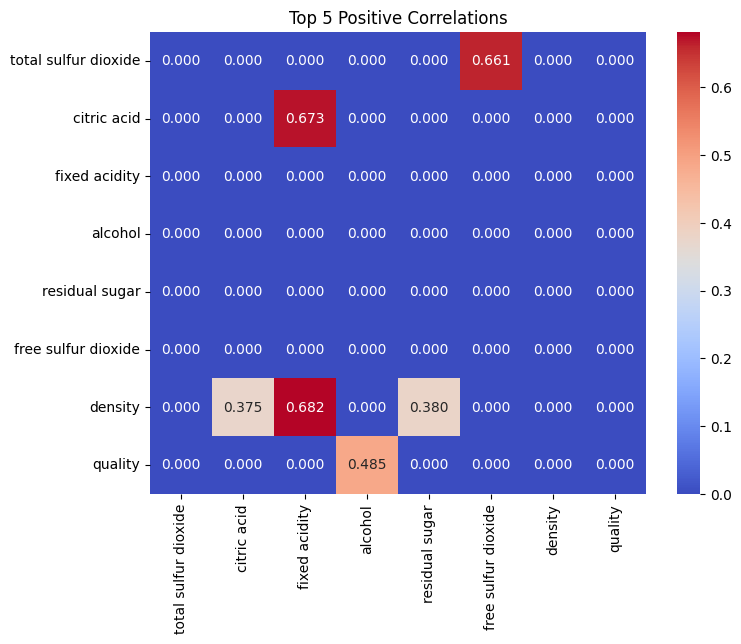 Top 5 Positive Correlations
total sulfur dioxide 0.000 0.000 0.000 0.000 0.000 0.661 0.000 0.000
citric acid 0.000 0.000 0.673 0.000 0.000 0.000 0.000 0.000
fixed acidity 0.000 0.000 0.000 0.000 0.000 0.000 0.000 0.000
alcohol 0.000 0.000 0.000 0.000 0.000 0.000 0.000 0.000
residual sugar 0.000 0.000 0.000 0.000 0.000 0.000 0.000 0.000
free sulfur dioxide 0.000 0.000 0.000 0.000 0.000 0.000 0.000 0.000
density 0.000 0.375 0.682 0.000 0.380 0.000 0.000 0.000
quality 0.000 0.000 0.000 0.485 0.000 0.000 0.000 0.000
total sulfur dioxide
citric acid
fixed acidity
alcohol
residual sugar
free sulfur dioxide
density
quality
0.6
0.5
0.4
0.3
0.2
0.1
0.0